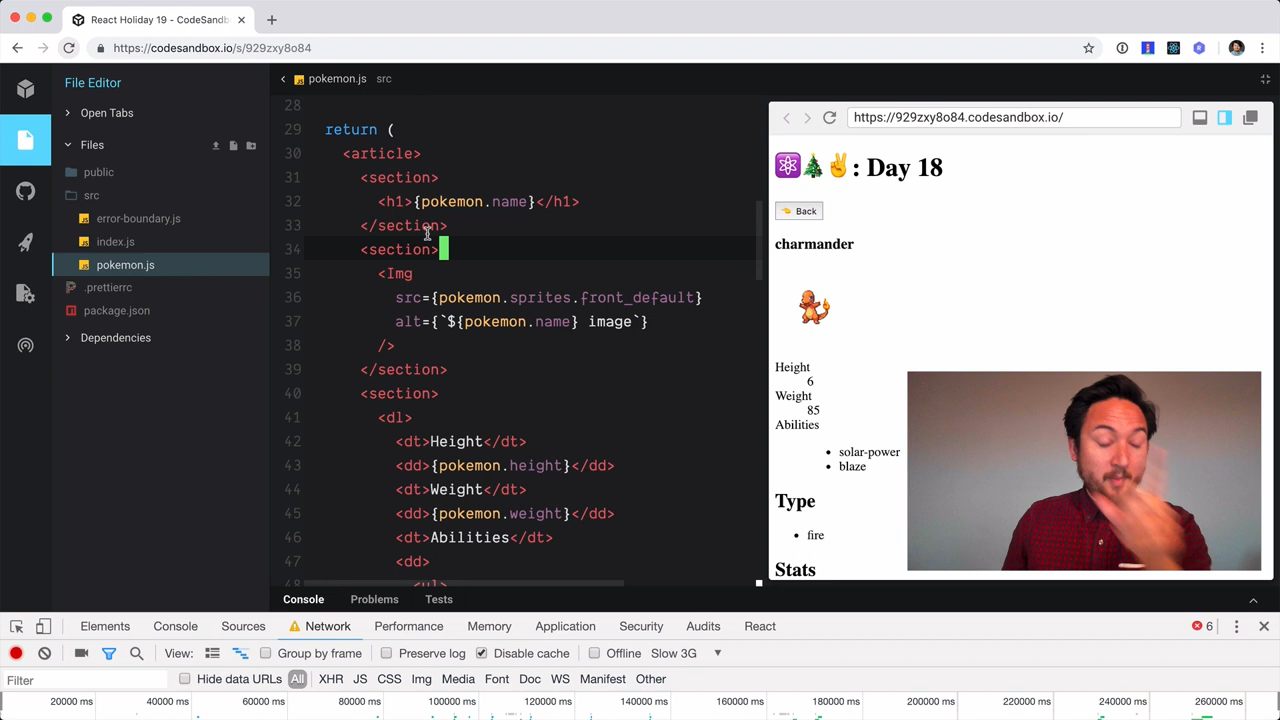 React Holiday 19 - CodeSandb
https://codesandbox.io/s/929zxy8o84
File Editor
Open Tabs
Files
public
src
error-boundary.js
index.js
pokemon.js
.prettierrc
package.json
Dependencies
pokemon.js src
28
29 return (
30 <article>
31 <section>
32 <h1>{pokemon.name}</h1>
33 </section>
34 <section>
35 <Img
36 src={pokemon.sprites.front_default}
37 alt={`${pokemon.name} image`}
38 />
39 </section>
40 <section>
41 <dl>
42 <dt>Height</dt>
43 <dd>{pokemon.height}</dd>
44 <dt>Weight</dt>
45 <dd>{pokemon.weight}</dd>
46 <dt>Abilities</dt>
47 <dd>
48 <ul>
https://929zxy8o84.codesandbox.io/
⚛️🎄✌️: Day 18
👈 Back
charmander
Height
6
Weight
85
Abilities
• solar-power
• blaze
Type
• fire
Stats
Console Problems Tests
Elements Console Sources Network Performance Memory Application Security Audits React 6
View: Group by frame Preserve log Disable cache Offline Slow 3G
Filter Hide data URLs All XHR JS CSS Img Media Font Doc WS Manifest Other
20000 ms 40000 ms 60000 ms 80000 ms 100000 ms 120000 ms 140000 ms 160000 ms 180000 ms 200000 ms 220000 ms 240000 ms 260000 ms